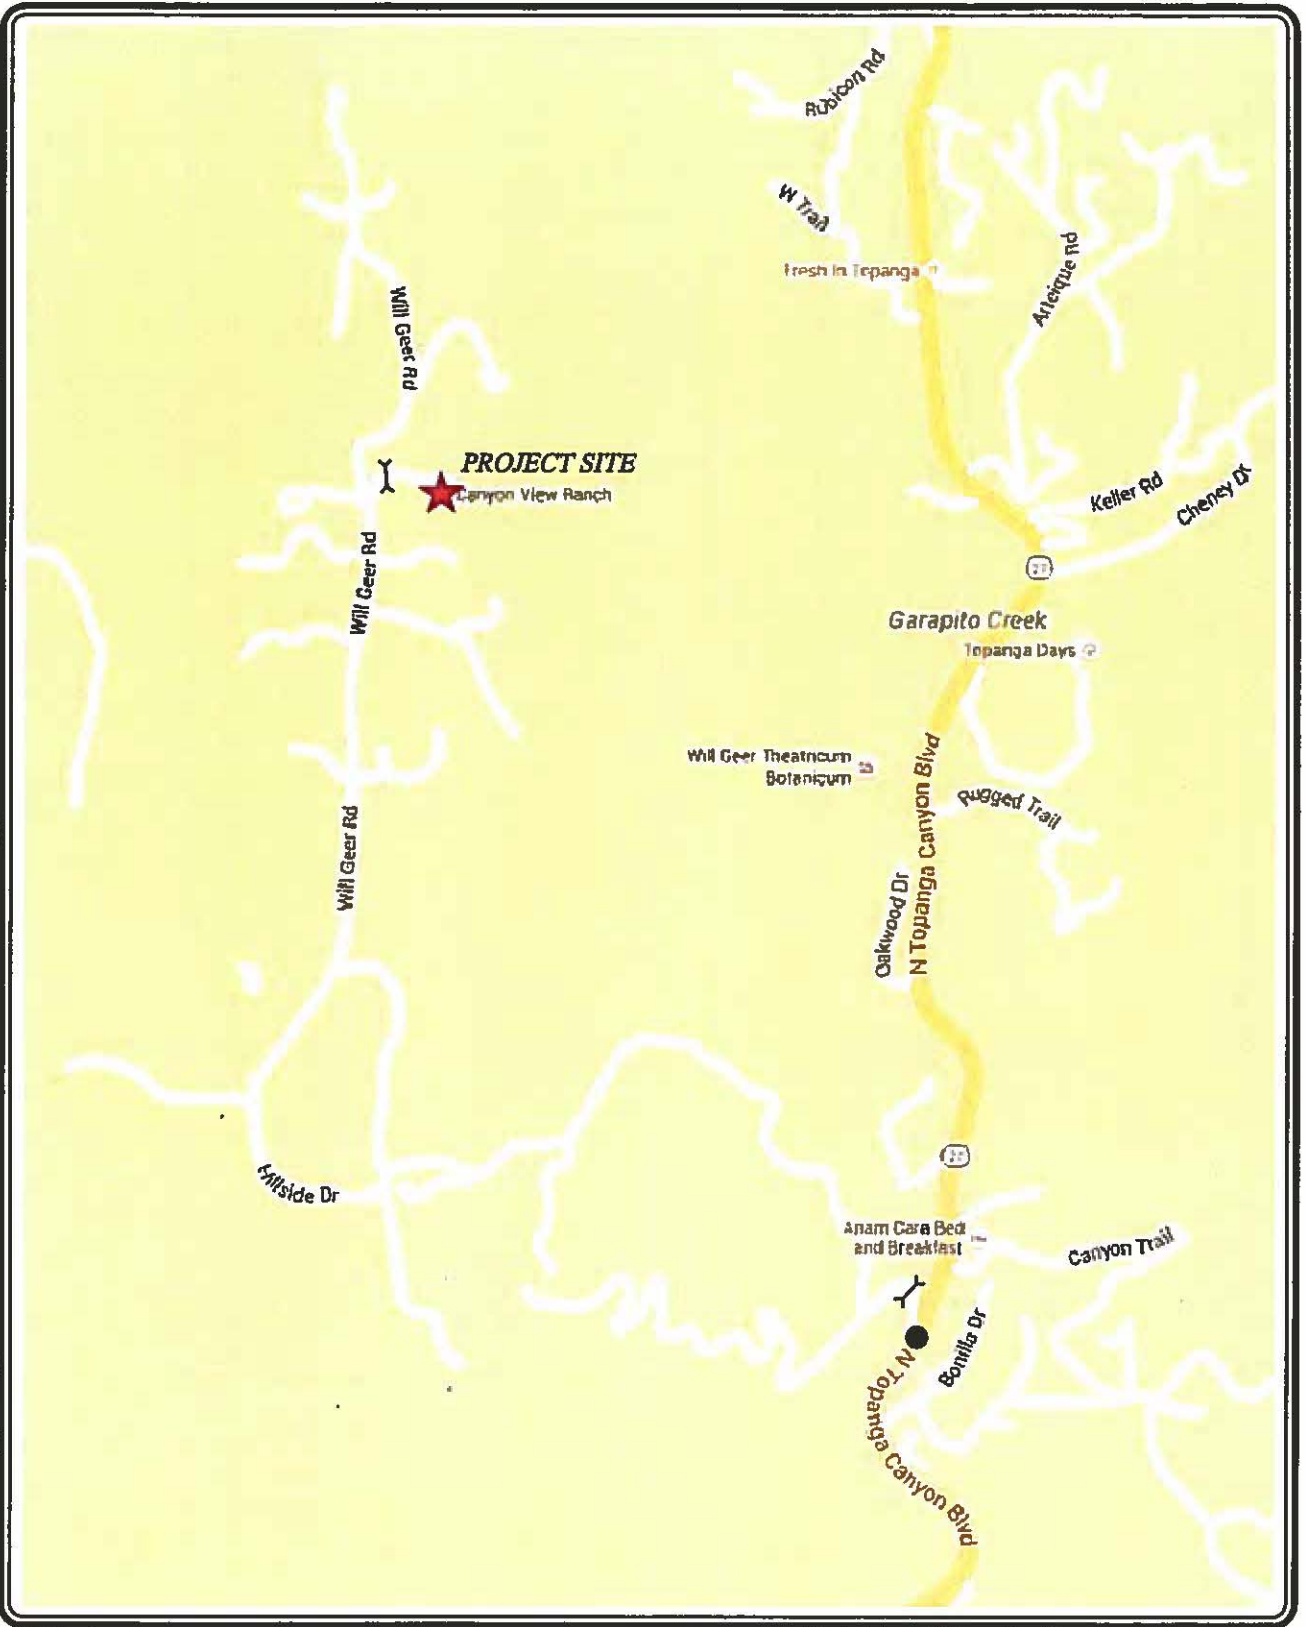 Rubicon Rd
W Trail
Fresh In Topanga
Will Geer Rd
PROJECT SITE
Canyon View Ranch
Keller Rd
Cheney Dr
Will Geer Rd
Garapito Creek
Topanga Days
Will Geer Theatricum
Botanicum
N Topanga Canyon Blvd
Rugged Trail
Will Geer Rd
Oakwood Dr
Hillside Dr
Anam Cara Bed
and Breakfast
Canyon Trail
Bonilla Dr
N Topanga Canyon Blvd